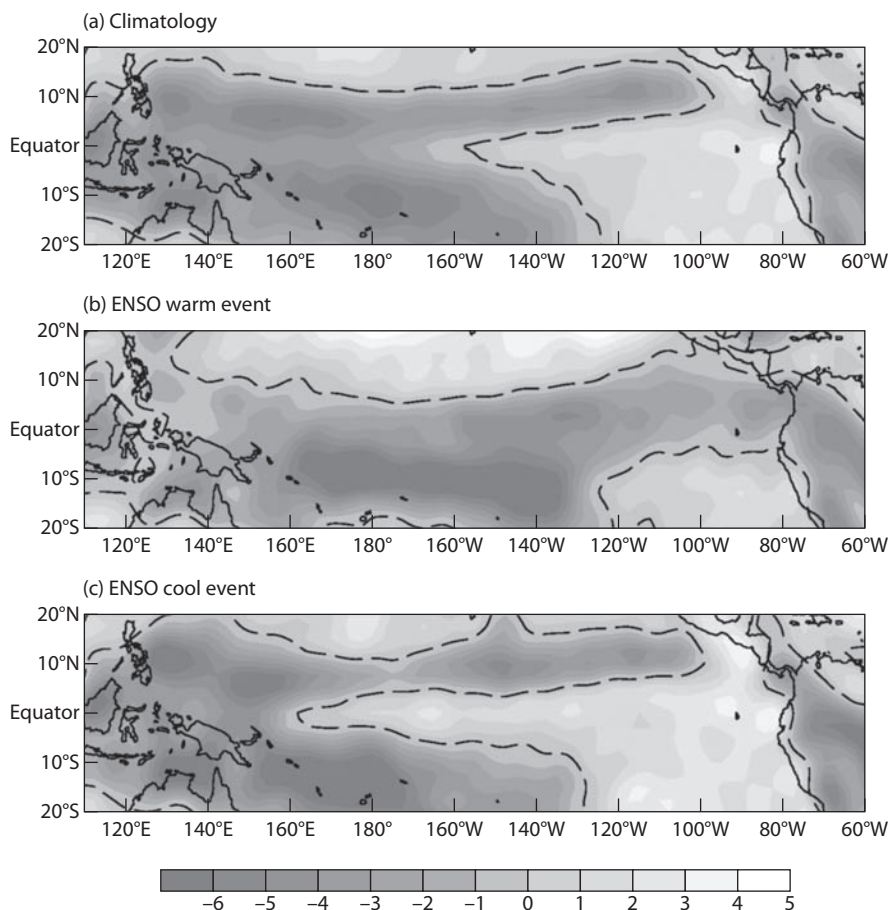 (a) Climatology
20°N
10°N
Equator
10°S
20°S
120°E 140°E 160°E 180° 160°W 140°W 120°W 100°W 80°W 60°W
(b) ENSO warm event
20°N
10°N
Equator
10°S
20°S
120°E 140°E 160°E 180° 160°W 140°W 120°W 100°W 80°W 60°W
(c) ENSO cool event
20°N
10°N
Equator
10°S
20°S
120°E 140°E 160°E 180° 160°W 140°W 120°W 100°W 80°W 60°W
–6 –5 –4 –3 –2 –1 0 1 2 3 4 5